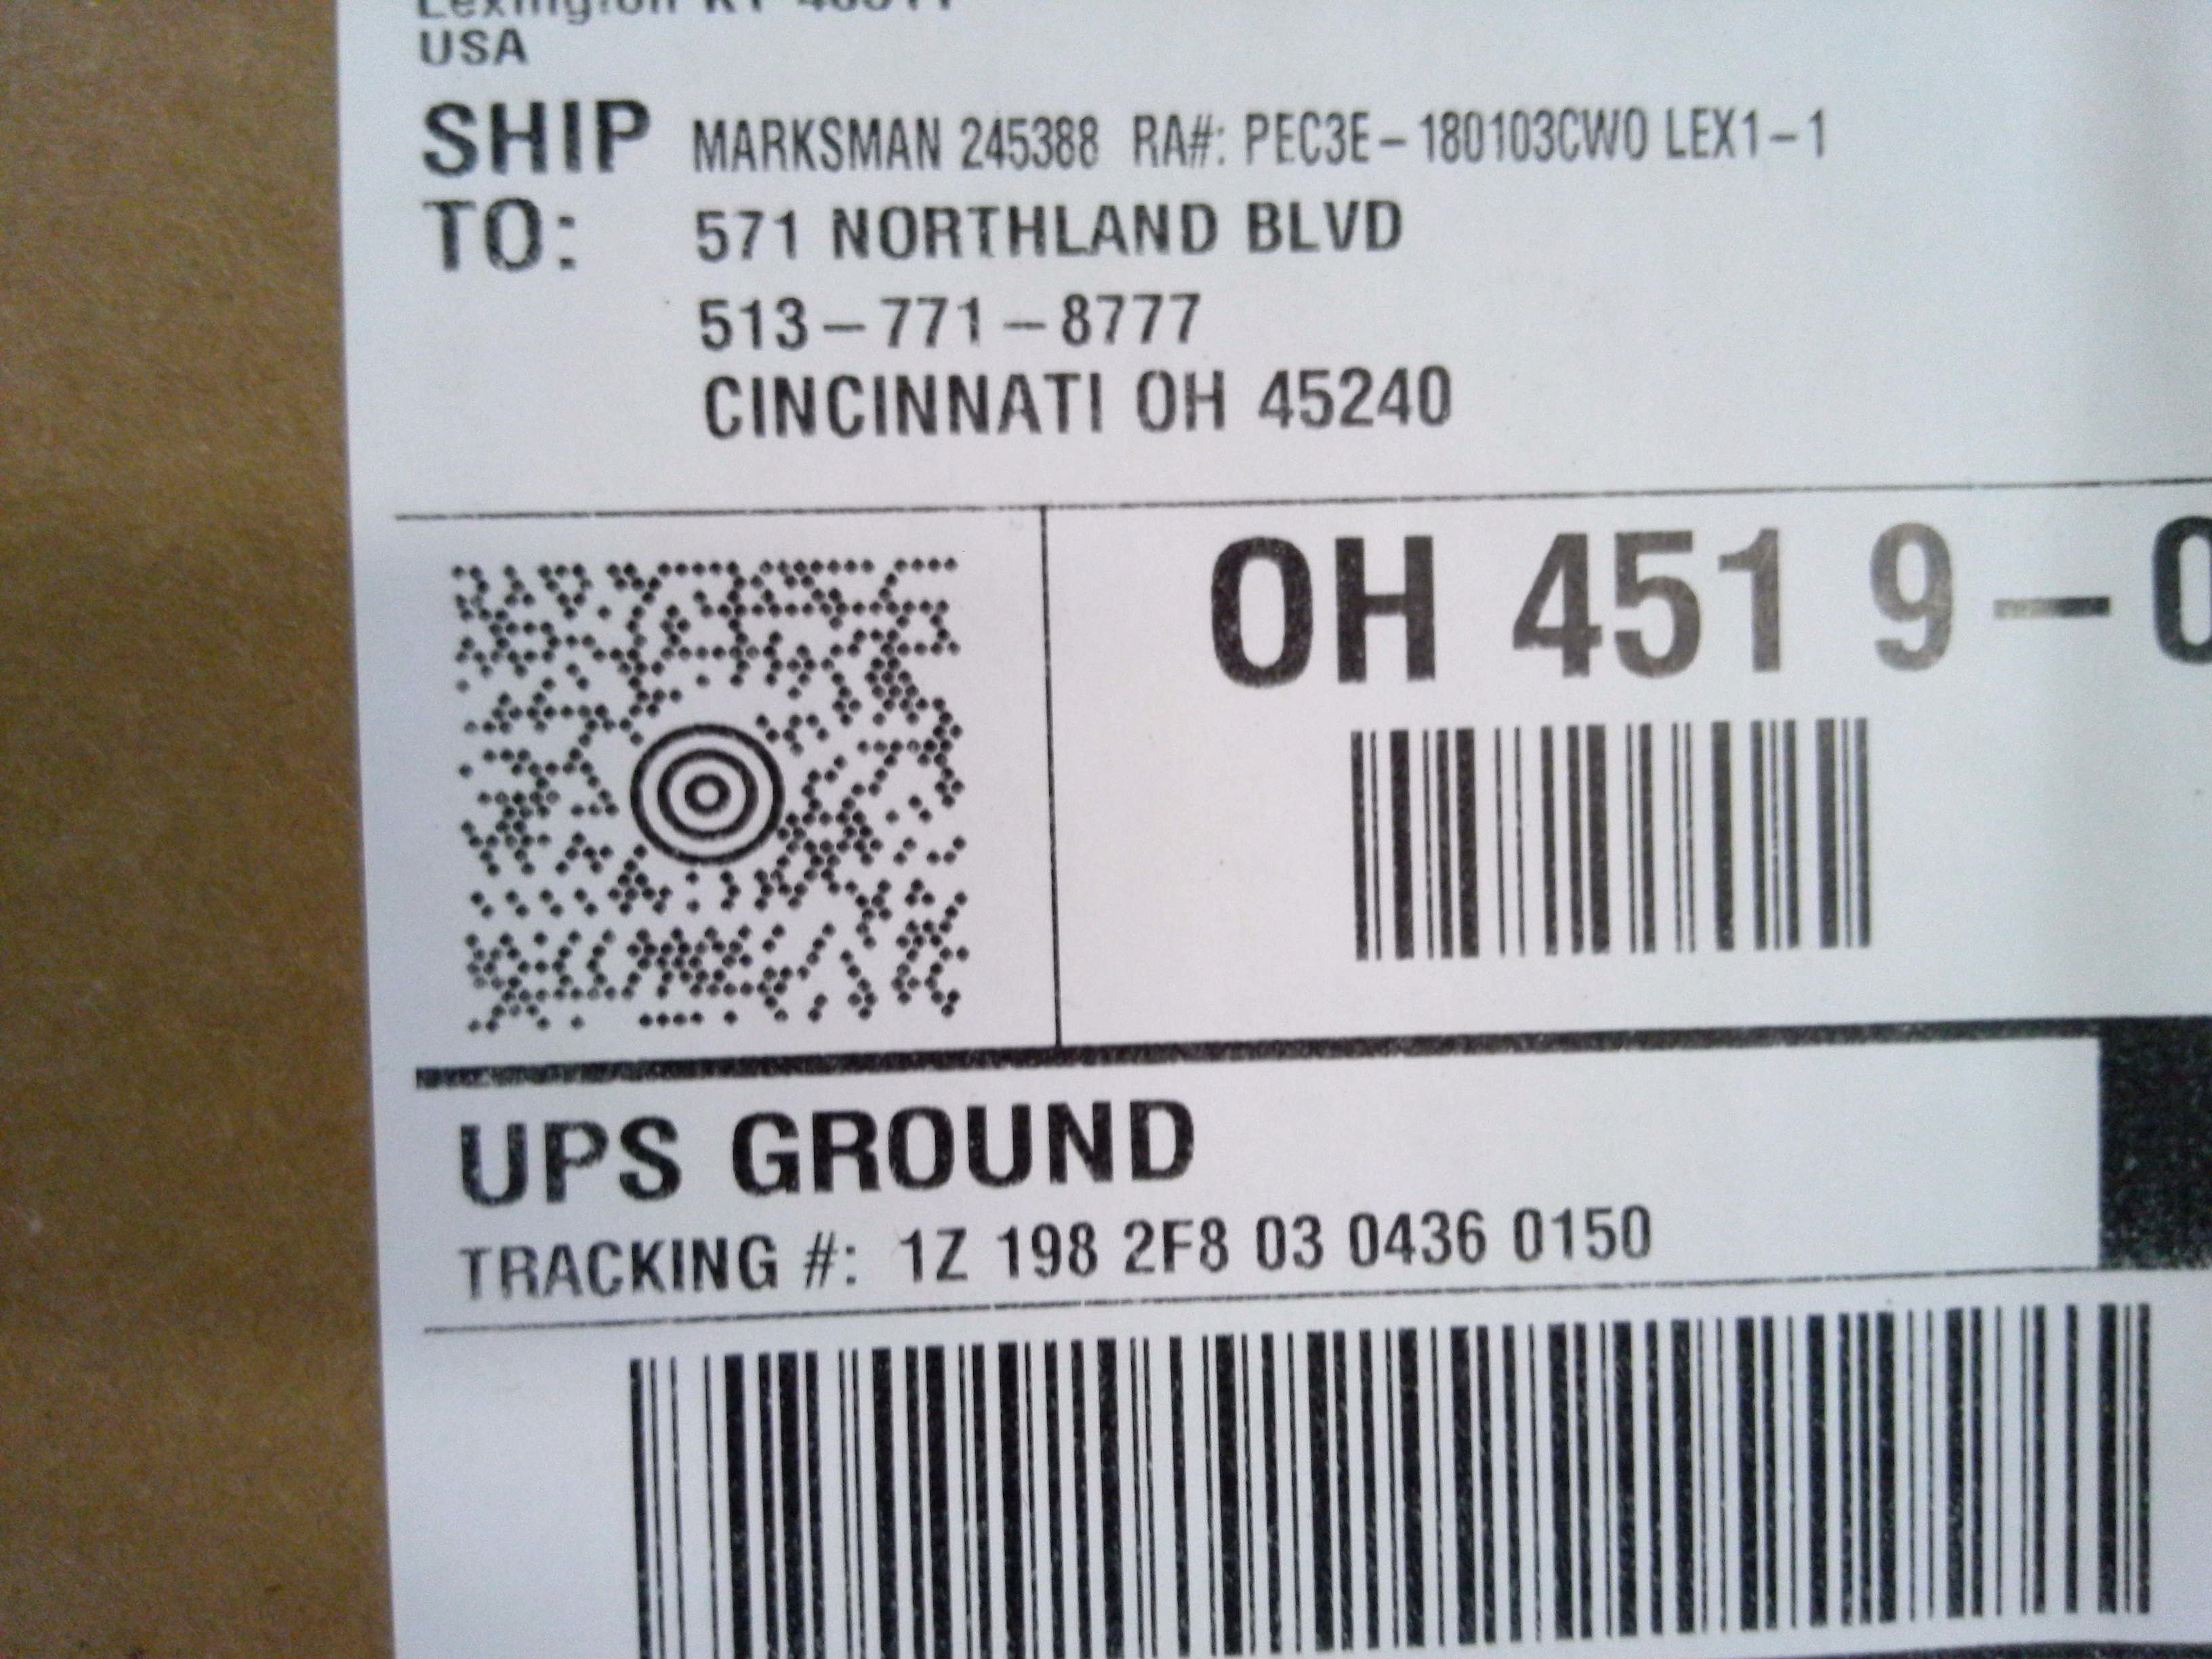 USA
SHIP TO: MARKSMAN 245388 RA#: PEC3E-180103CWO LEX1-1
571 NORTHLAND BLVD
513-771-8777
CINCINNATI OH 45240
OH 451 9-0
UPS GROUND
TRACKING #: 1Z 198 2F8 03 0436 0150